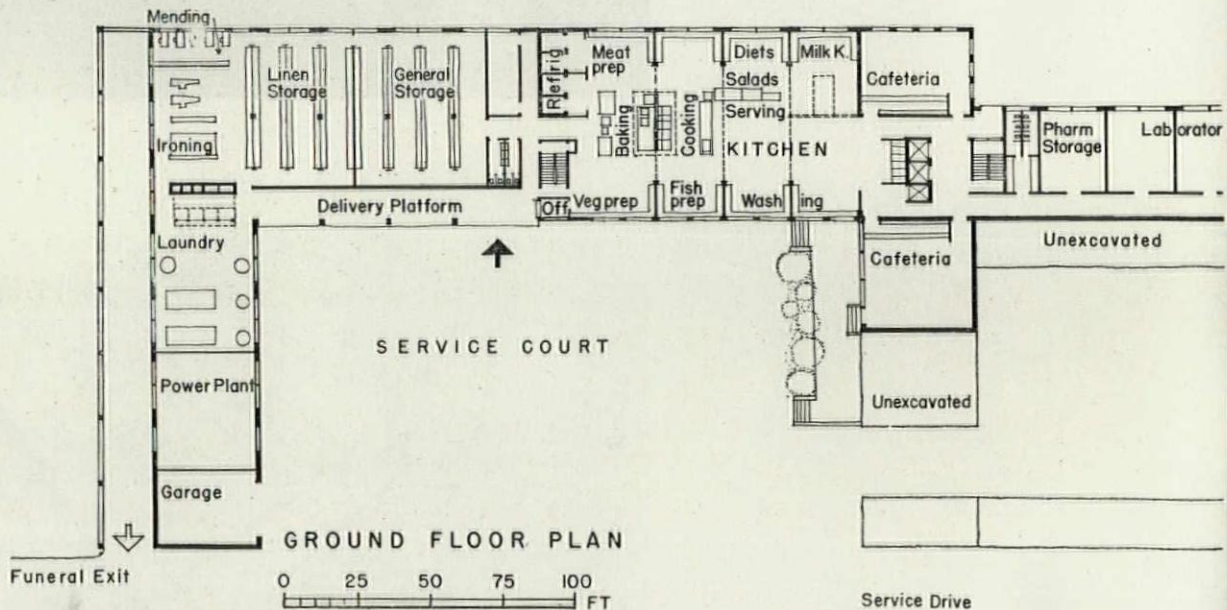 Mending
Linen Storage
General Storage
Refirig
Meat prep
Diets
Milk K.
Salads
Serving
Cafeteria
Ironing
Baking
Cooking
KITCHEN
Pharm Storage
Laborator
Delivery Platform
Off
Veg prep
Fish prep
Wash ing
Laundry
Cafeteria
Unexcavated
SERVICE COURT
Power Plant
Unexcavated
Garage
GROUND FLOOR PLAN
Funeral Exit
0 25 50 75 100
FT
Service Drive